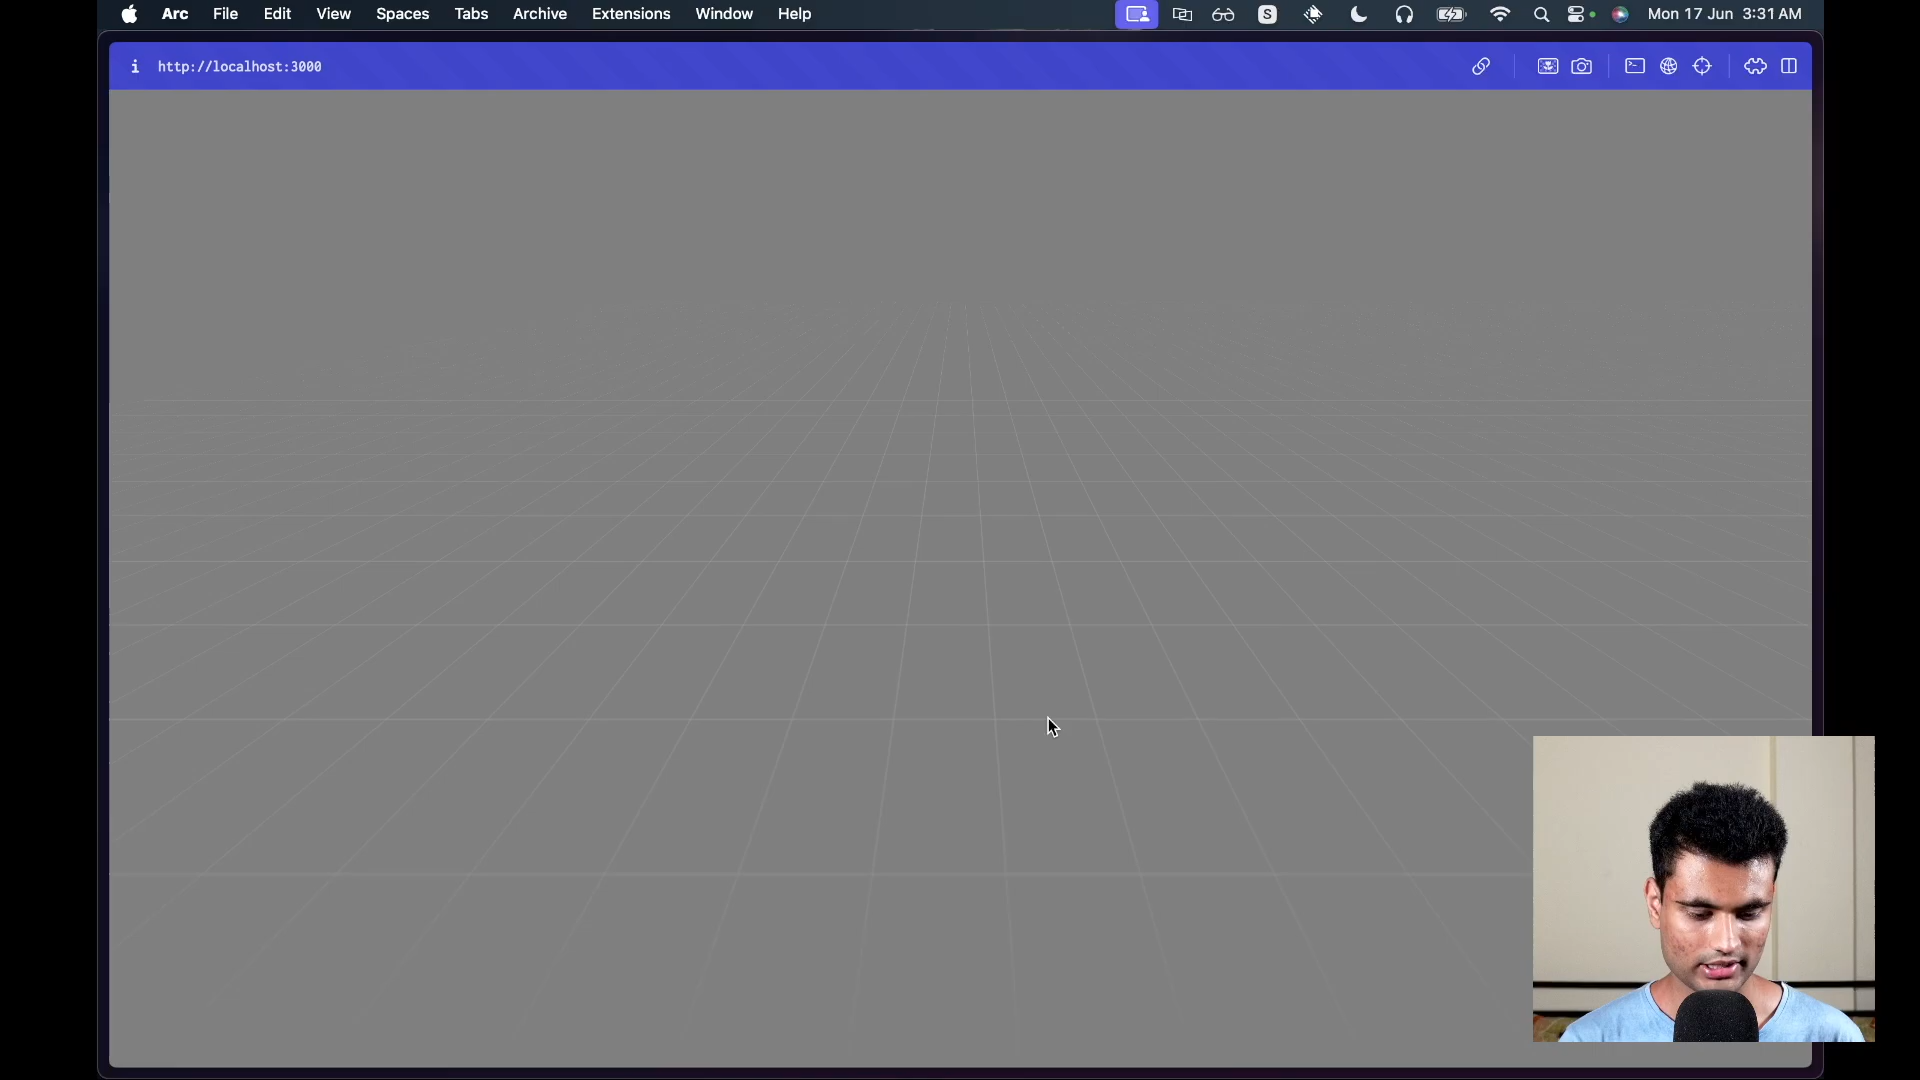 Arc File Edit View Spaces Tabs Archive Extensions Window Help S Mon 17 Jun 3:31 AM
i http://localhost:3000